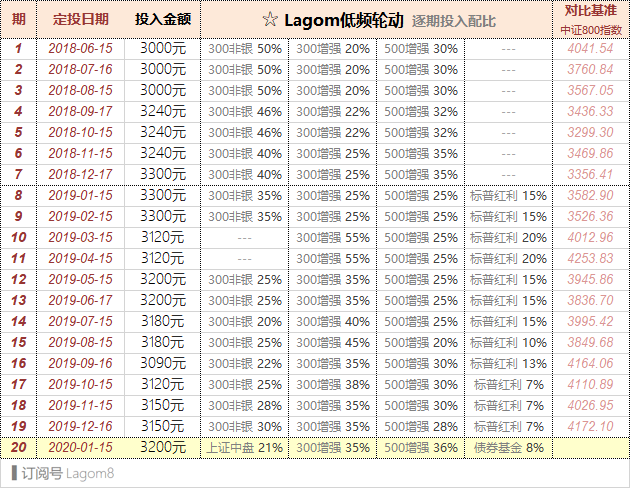 期 定投日期 投入金额 ☆ Lagom低频轮动 逐期投入配比 对比基准
中证800指数
1 2018-06-15 3000元 300非银 50% 300增强 20% 500增强 30% --- 4041.54
2 2018-07-16 3000元 300非银 50% 300增强 20% 500增强 30% --- 3760.84
3 2018-08-15 3000元 300非银 50% 300增强 20% 500增强 30% --- 3567.05
4 2018-09-17 3240元 300非银 46% 300增强 22% 500增强 32% --- 3436.33
5 2018-10-15 3240元 300非银 46% 300增强 22% 500增强 32% --- 3299.30
6 2018-11-15 3240元 300非银 40% 300增强 25% 500增强 35% --- 3469.86
7 2018-12-17 3300元 300非银 40% 300增强 25% 500增强 35% --- 3356.41
8 2019-01-15 3300元 300非银 35% 300增强 25% 500增强 25% 标普红利 15% 3582.90
9 2019-02-15 3300元 300非银 35% 300增强 25% 500增强 25% 标普红利 15% 3526.36
10 2019-03-15 3120元 --- 300增强 55% 500增强 25% 标普红利 20% 4012.96
11 2019-04-15 3120元 --- 300增强 55% 500增强 25% 标普红利 20% 4253.83
12 2019-05-15 3200元 300非银 25% 300增强 35% 500增强 25% 标普红利 15% 3945.86
13 2019-06-17 3200元 300非银 25% 300增强 35% 500增强 25% 标普红利 15% 3836.70
14 2019-07-15 3180元 300非银 20% 300增强 40% 500增强 25% 标普红利 15% 3995.42
15 2019-08-15 3180元 300非银 25% 300增强 45% 500增强 20% 标普红利 10% 3849.68
16 2019-09-16 3090元 300非银 22% 300增强 35% 500增强 30% 标普红利 13% 4164.06
17 2019-10-15 3120元 300非银 25% 300增强 38% 500增强 30% 标普红利 7% 4110.89
18 2019-11-15 3150元 300非银 28% 300增强 35% 500增强 30% 标普红利 7% 4026.95
19 2019-12-16 3150元 300非银 30% 300增强 35% 500增强 28% 标普红利 7% 4172.10
20 2020-01-15 3200元 上证中盘 21% 300增强 35% 500增强 36% 债券基金 8%
订阅号 Lagom8